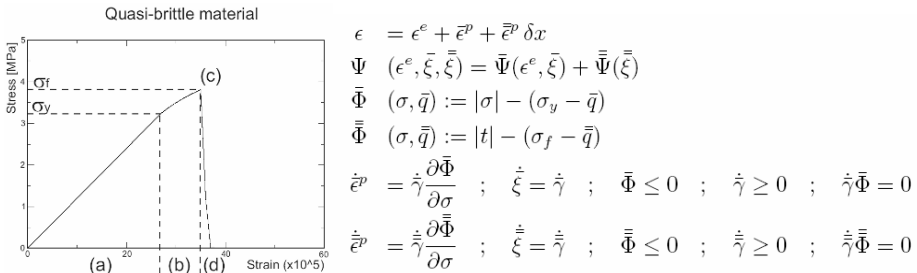 Quasi-brittle material
Stress [MPa]
5
4
3
2
1
0
σf
σy
(c)
0 20 40 60
(a) (b) (d) Strain (x10^5)
ϵ = ϵ^e + ε̄^p + ε̿^p δx
Ψ (ϵ^e, ξ̄, ξ̿) = Ψ̄(ϵ^e, ξ̄) + Ψ̿(ξ̿)
Φ̄ (σ, q̄) := |σ| − (σ_y − q̄)
Φ̿ (σ, q̿) := |t| − (σ_f − q̿)
ε̄̇^p = γ̄̇ ∂Φ̄/∂σ ; ξ̄̇ = γ̄̇ ; Φ̄ ≤ 0 ; γ̄̇ ≥ 0 ; γ̄̇Φ̄ = 0
ε̿̇^p = γ̿̇ ∂Φ̿/∂σ ; ξ̿̇ = γ̿̇ ; Φ̿ ≤ 0 ; γ̿̇ ≥ 0 ; γ̿̇Φ̿ = 0